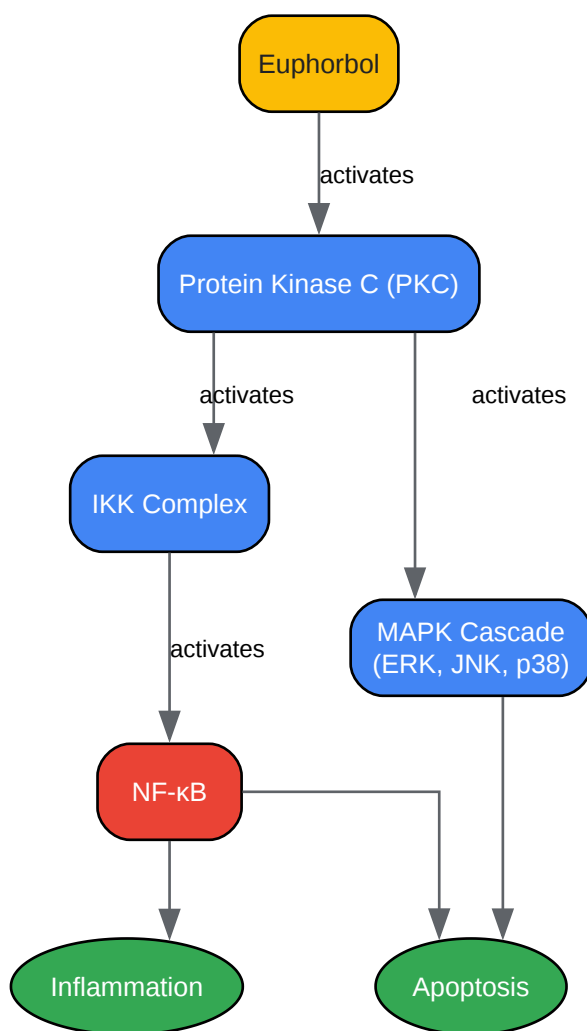 Euphorbol
activates
Protein Kinase C (PKC)
activates
activates
IKK Complex
MAPK Cascade
(ERK, JNK, p38)
activates
NF-κB
Inflammation
Apoptosis